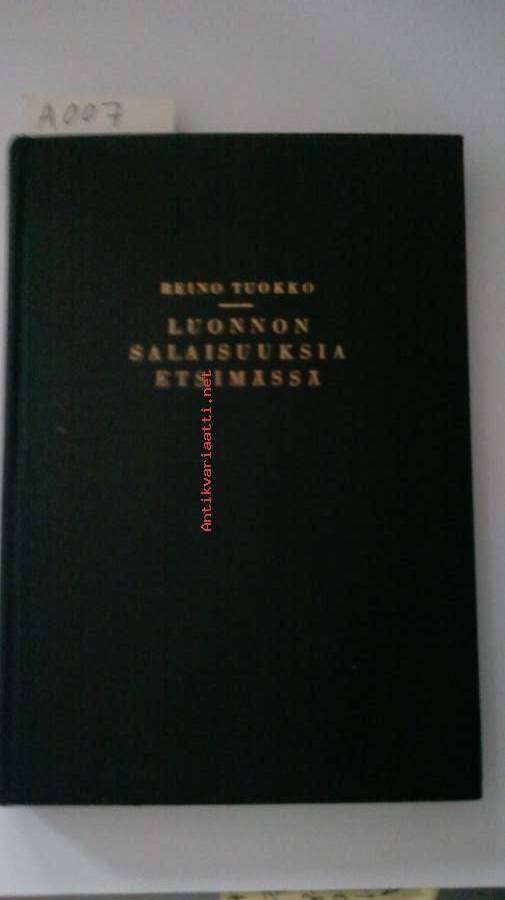 A007
REINO TUOKKO
LUONNON
SALAISUUKSIA
ETSIMÄSSÄ
Antikvariaatti.net